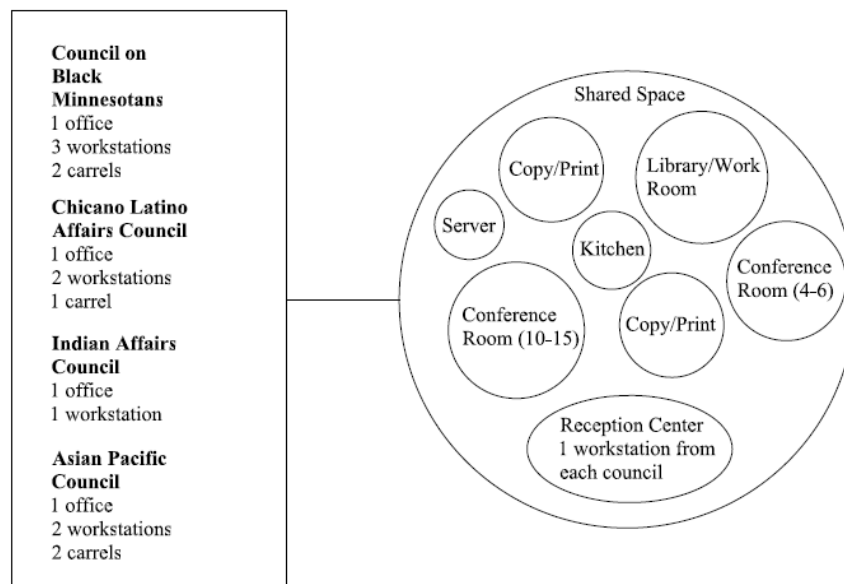 Council on
Black
Minnesotans
1 office
3 workstations
2 carrels
Chicano Latino
Affairs Council
1 office
2 workstations
1 carrel
Indian Affairs
Council
1 office
1 workstation
Asian Pacific
Council
1 office
2 workstations
2 carrels
Shared Space
Copy/Print
Library/Work
Room
Server
Kitchen
Conference
Room (4-6)
Conference
Room (10-15)
Copy/Print
Reception Center
1 workstation from
each council